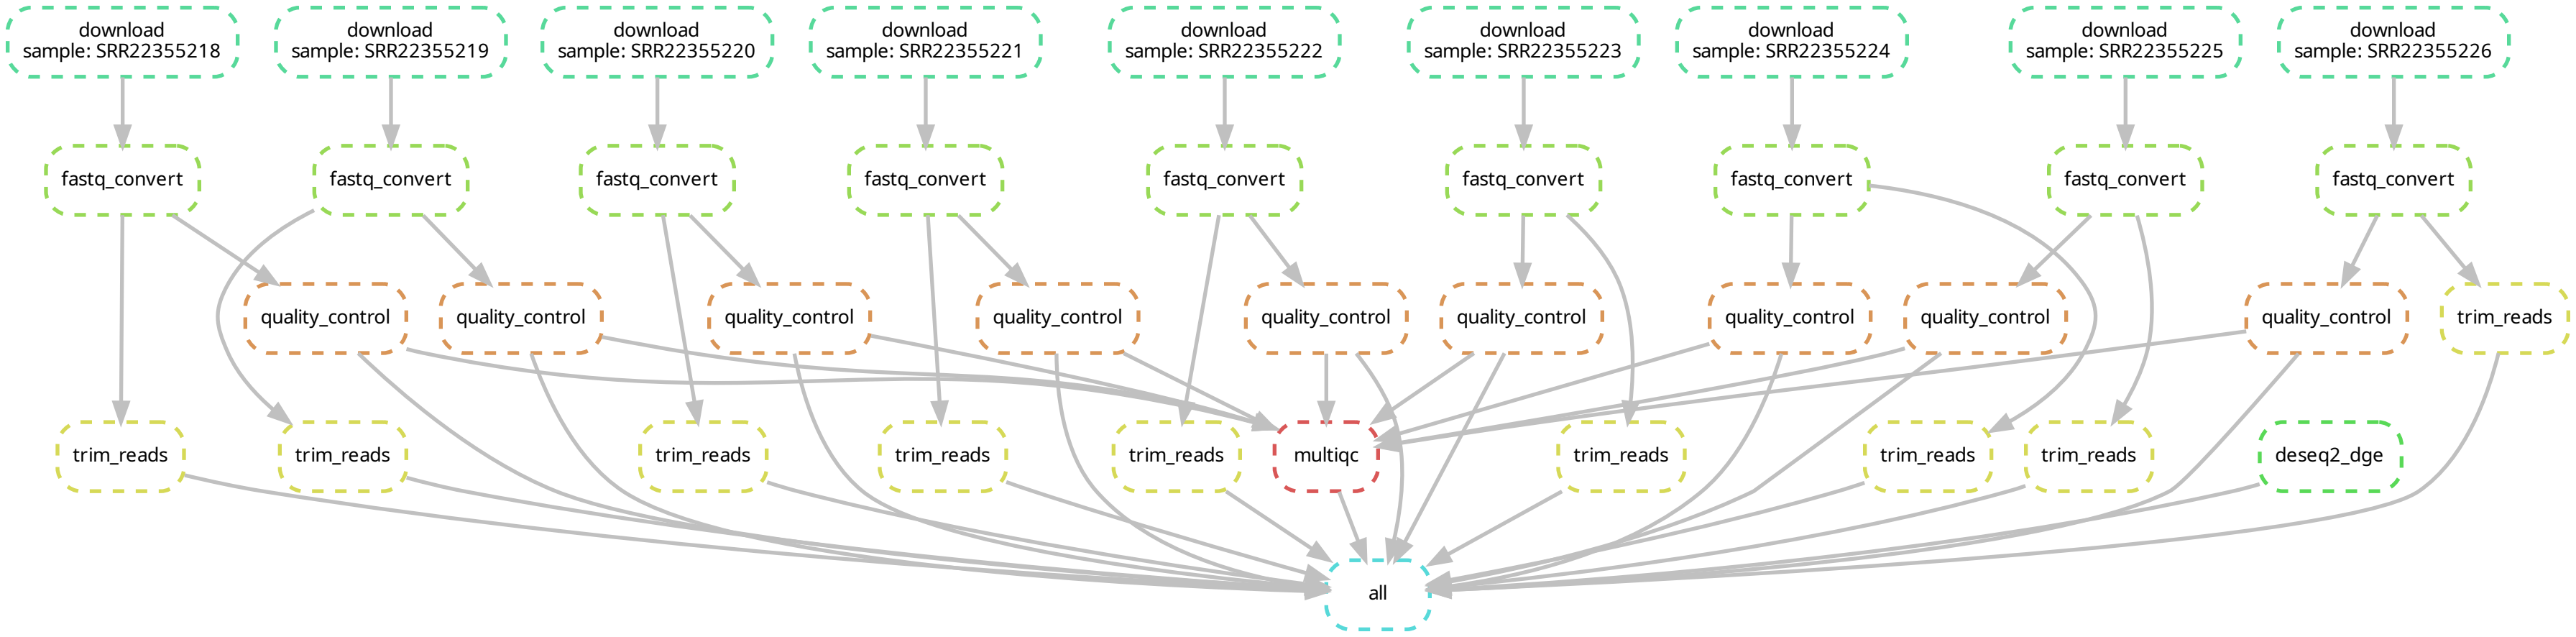 download
sample: SRR22355218
download
sample: SRR22355219
download
sample: SRR22355220
download
sample: SRR22355221
download
sample: SRR22355222
download
sample: SRR22355223
download
sample: SRR22355224
download
sample: SRR22355225
download
sample: SRR22355226
fastq_convert
fastq_convert
fastq_convert
fastq_convert
fastq_convert
fastq_convert
fastq_convert
fastq_convert
fastq_convert
quality_control
quality_control
quality_control
quality_control
quality_control
quality_control
quality_control
quality_control
quality_control
trim_reads
trim_reads
trim_reads
trim_reads
trim_reads
trim_reads
multiqc
trim_reads
trim_reads
trim_reads
deseq2_dge
all